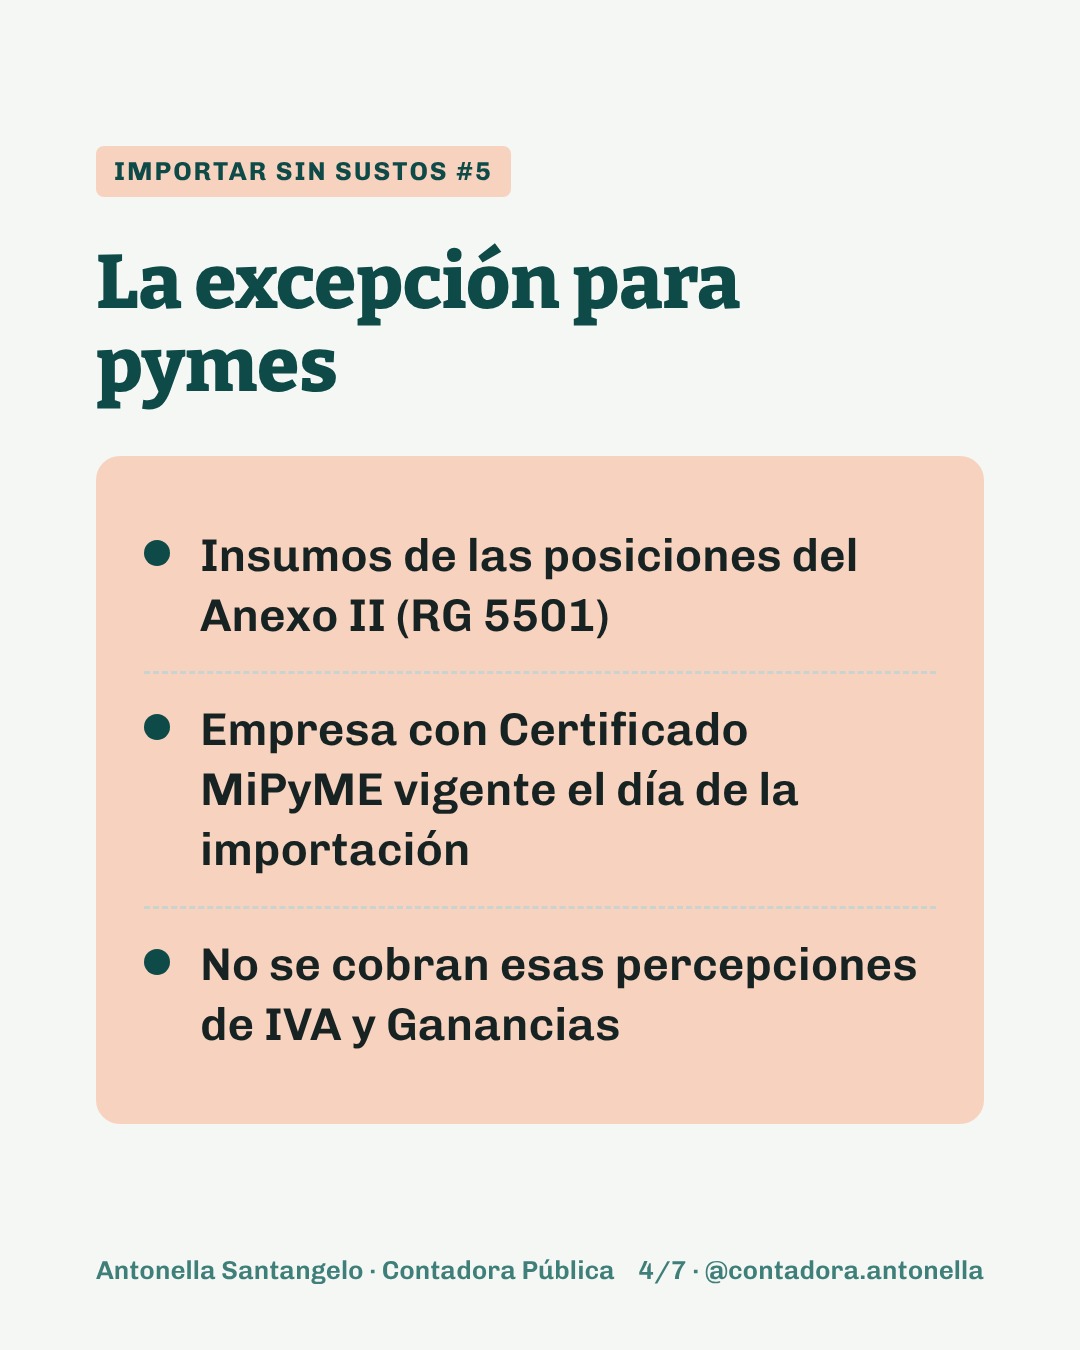 IMPORTAR SIN SUSTOS #5
La excepción para
pymes
Insumos de las posiciones del
Anexo II (RG 5501)
Empresa con Certificado
MiPyME vigente el día de la
importación
No se cobran esas percepciones
de IVA y Ganancias
Antonella Santangelo · Contadora Pública 4/7 · @contadora.antonella